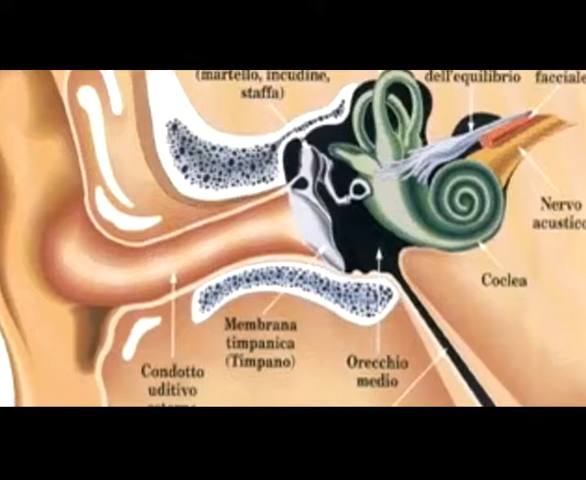 (martello, incudine,
staffa)
dell'equilibrio
facciale
Nervo
acustico
Coclea
Membrana
timpanica
(Timpano)
Orecchio
medio
Condotto
uditivo